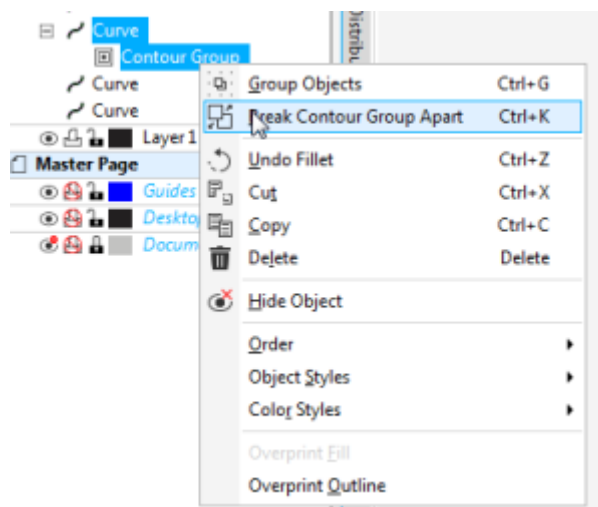 Curve
Contour Group
Curve
Curve
Layer 1
Master Page
Guides
Deskto
Docum
Distribu
Group Objects Ctrl+G
Break Contour Group Apart Ctrl+K
Undo Fillet Ctrl+Z
Cut Ctrl+X
Copy Ctrl+C
Delete Delete
Hide Object
Order
Object Styles
Color Styles
Overprint Fill
Overprint Outline